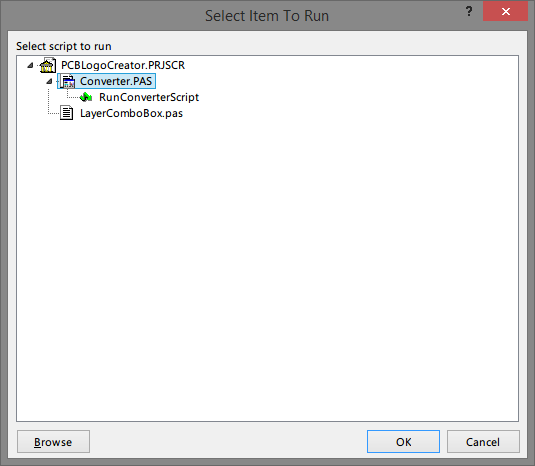 Select Item To Run
?
Select script to run
PCBLogoCreator.PRJSCR
Converter.PAS
RunConverterScript
LayerComboBox.pas
Browse
OK
Cancel